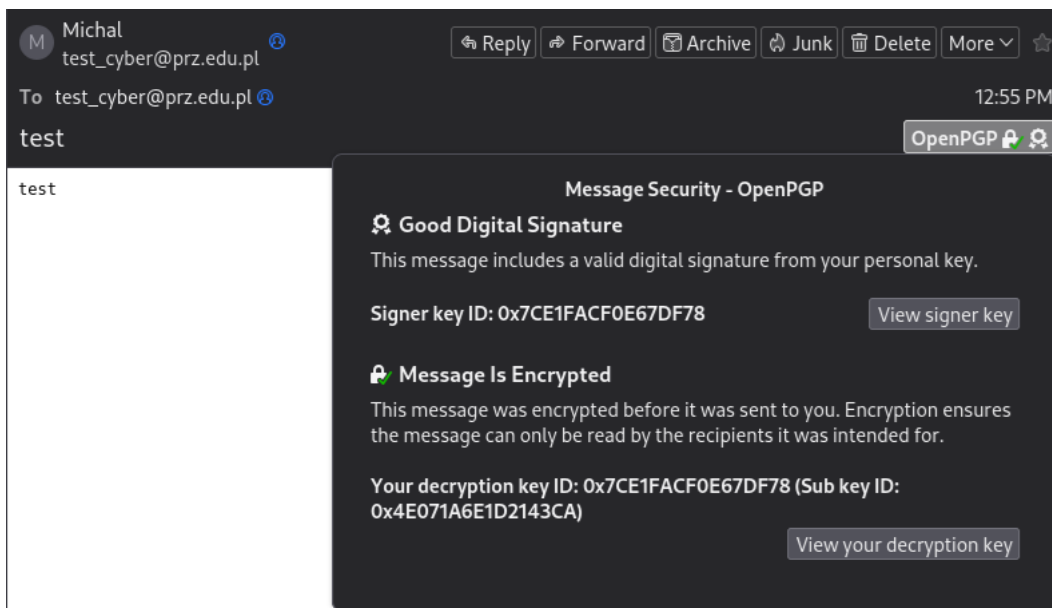 M Michal
test_cyber@prz.edu.pl
Reply Forward Archive Junk Delete More
To test_cyber@prz.edu.pl 12:55 PM
test OpenPGP
test
Message Security - OpenPGP
Good Digital Signature
This message includes a valid digital signature from your personal key.
Signer key ID: 0x7CE1FACF0E67DF78 View signer key
Message Is Encrypted
This message was encrypted before it was sent to you. Encryption ensures
the message can only be read by the recipients it was intended for.
Your decryption key ID: 0x7CE1FACF0E67DF78 (Sub key ID:
0x4E071A6E1D2143CA)
View your decryption key